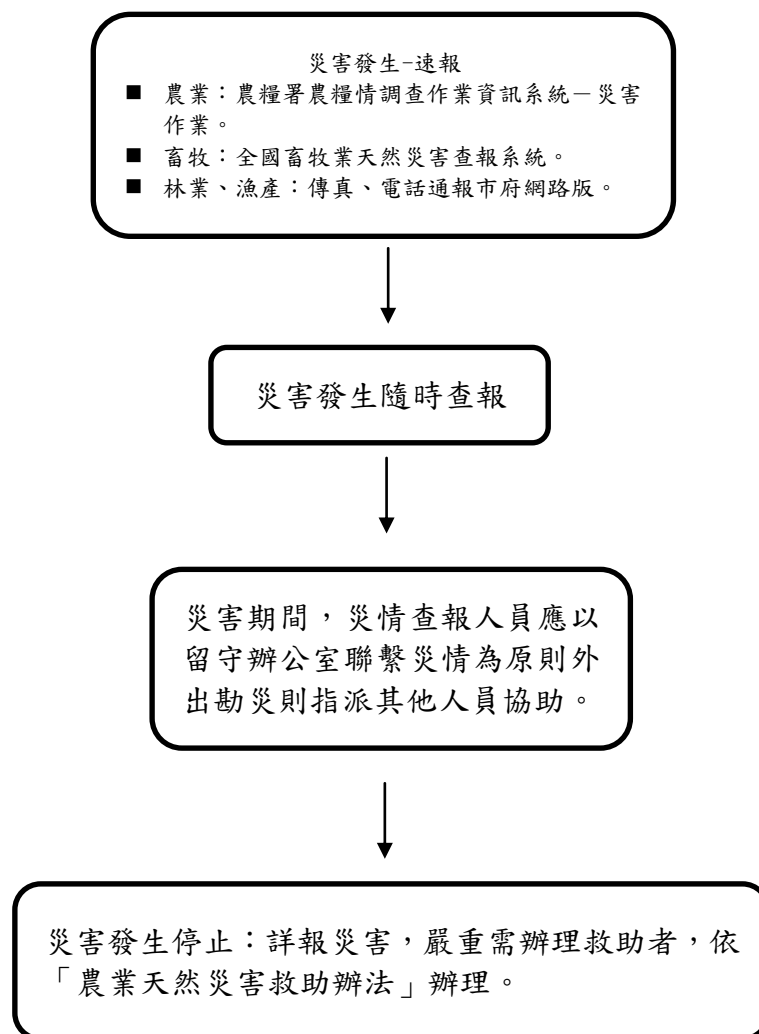 災害發生-速報
■ 農業：農糧署農糧情調查作業資訊系統－災害
作業。
■ 畜牧：全國畜牧業天然災害查報系統。
■ 林業、漁產：傳真、電話通報市府網路版。
災害發生隨時查報
災害期間，災情查報人員應以
留守辦公室聯繫災情為原則外
出勘災則指派其他人員協助。
災害發生停止：詳報災害，嚴重需辦理救助者，依
「農業天然災害救助辦法」辦理。